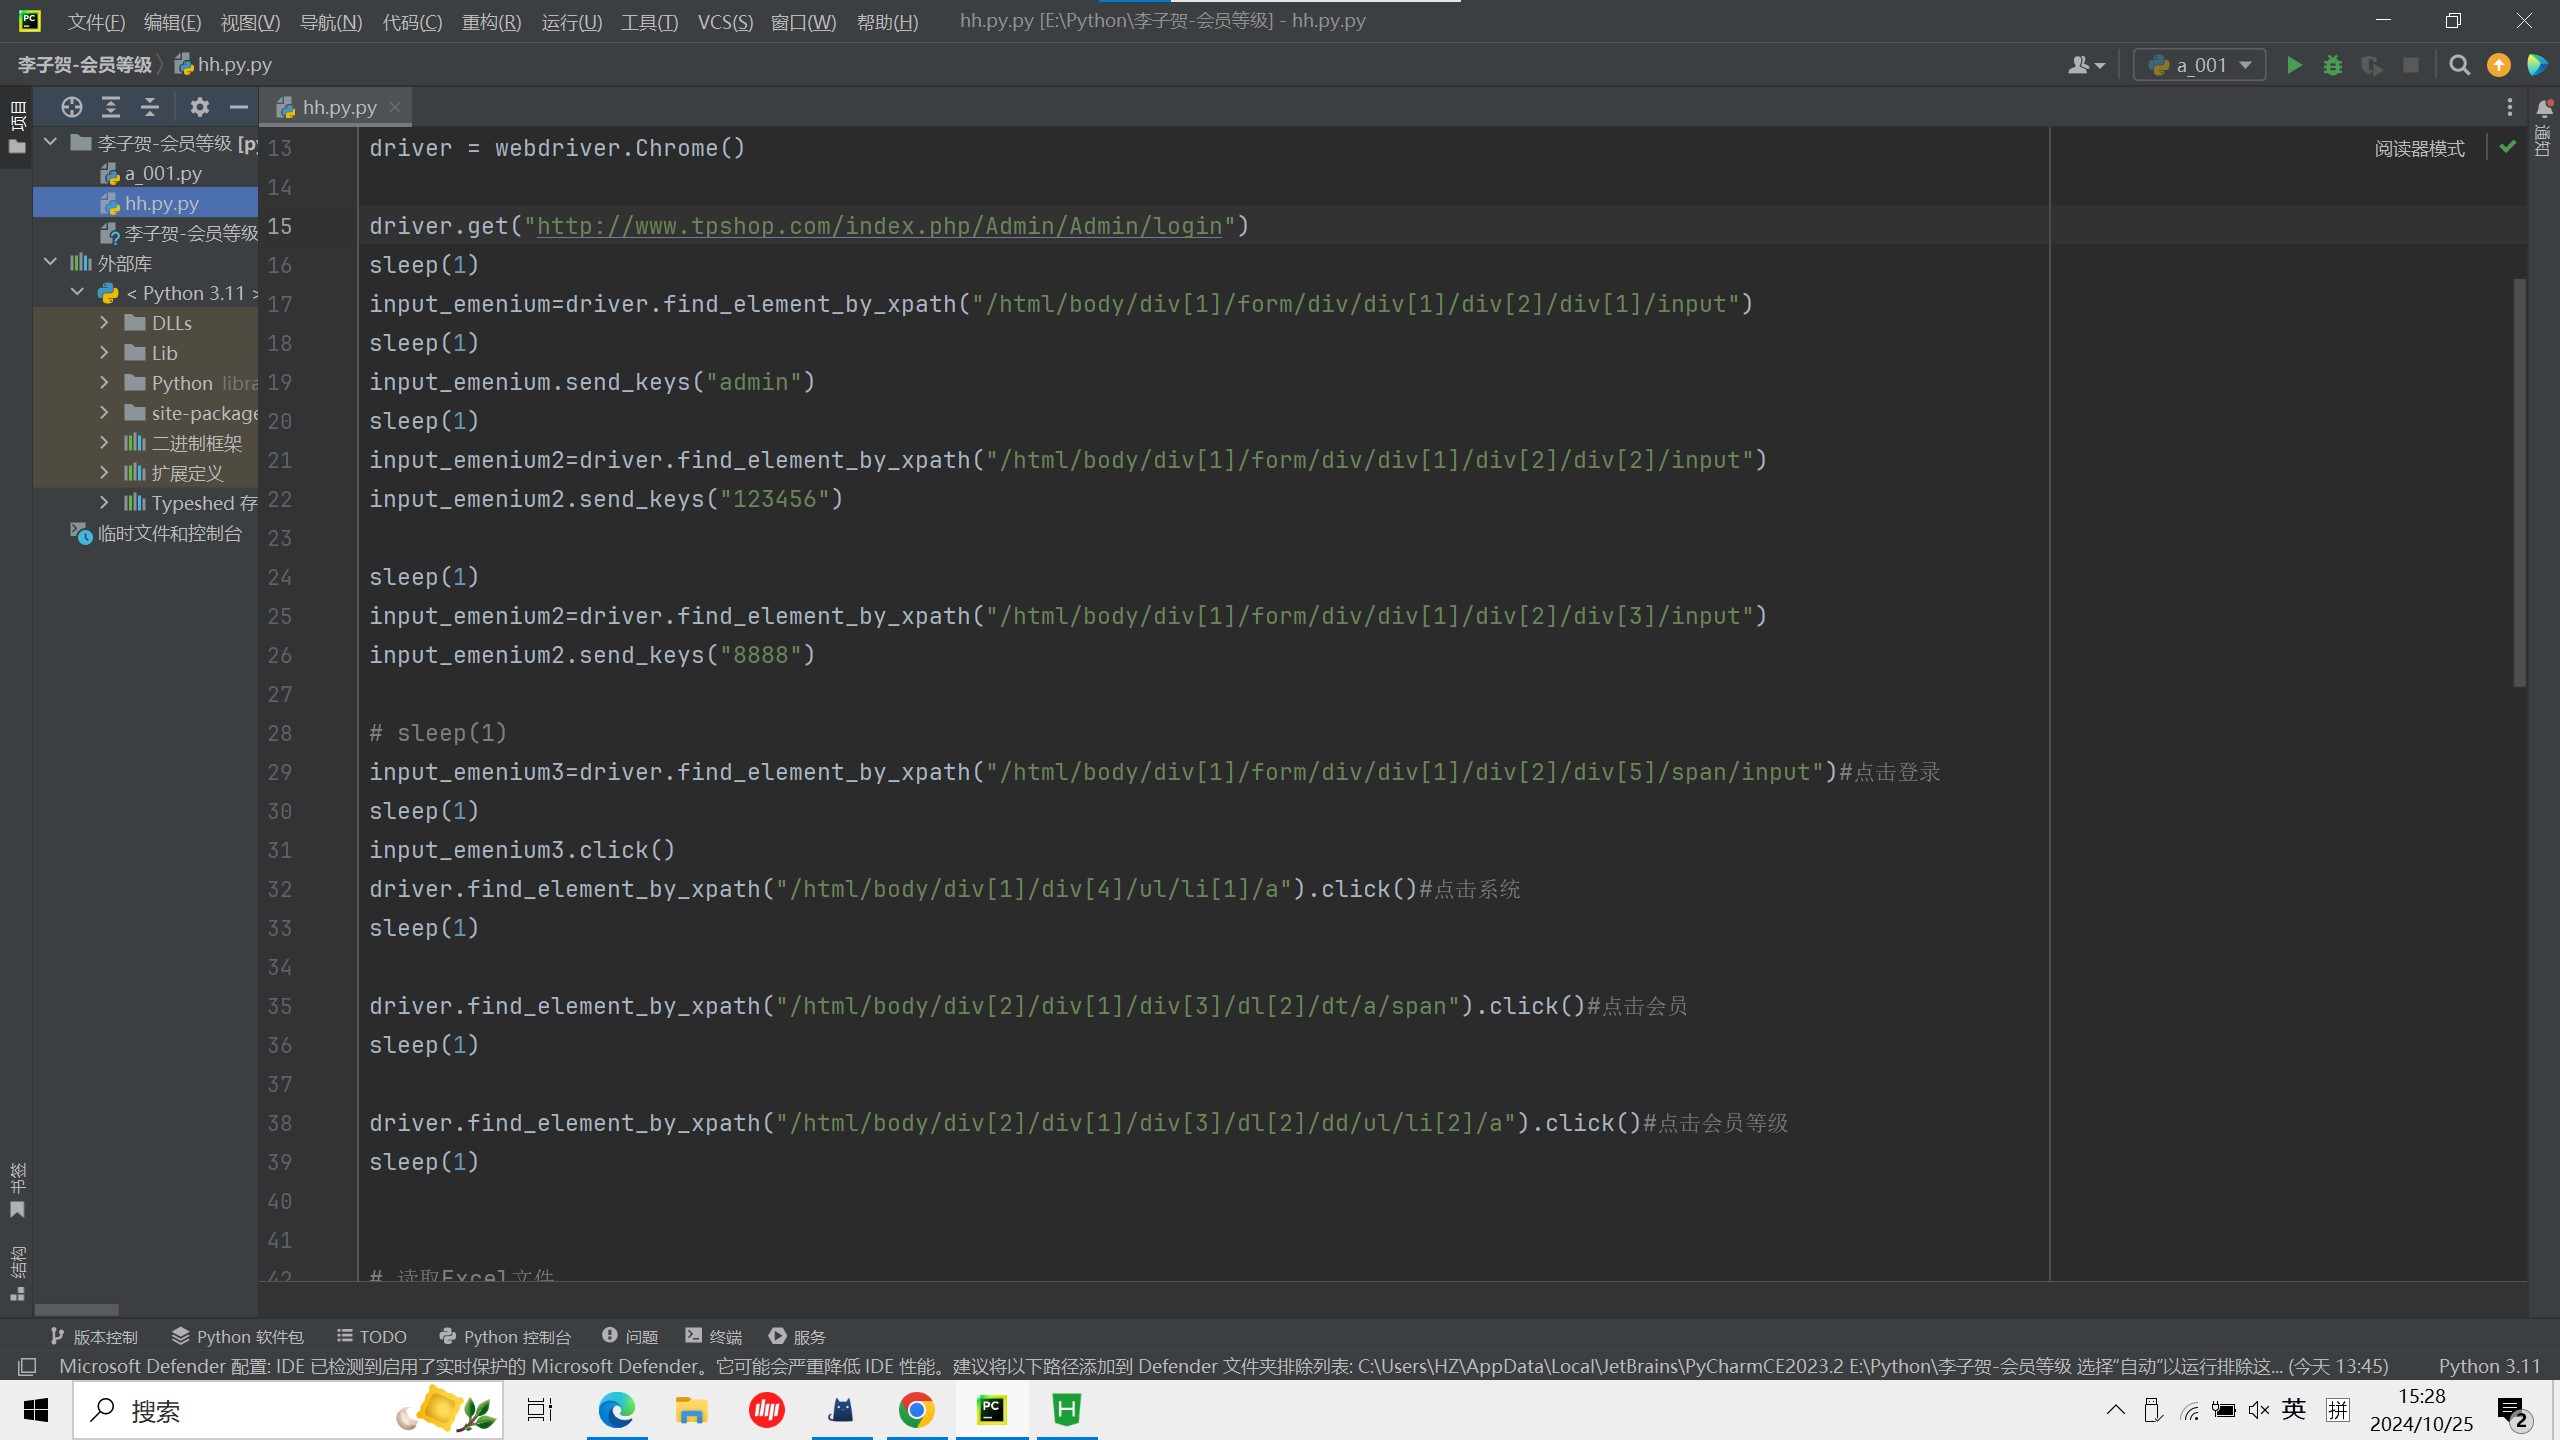 文件(F) 编辑(E) 视图(V) 导航(N) 代码(C) 重构(R) 运行(U) 工具(T) VCS(S) 窗口(W) 帮助(H) hh.py.py [E:\Python\李子贺-会员等级] - hh.py.py
李子贺-会员等级 hh.py.py a_001
项目
hh.py.py
通知
李子贺-会员等级 [py
a_001.py
hh.py.py
李子贺-会员等级
外部库
< Python 3.11 >
DLLs
Lib
Python libra
site-package
二进制框架
扩展定义
Typeshed 存
临时文件和控制台
阅读器模式
13 driver = webdriver.Chrome()
14
15 driver.get("http://www.tpshop.com/index.php/Admin/Admin/login")
16 sleep(1)
17 input_emenium=driver.find_element_by_xpath("/html/body/div[1]/form/div/div[1]/div[2]/div[1]/input")
18 sleep(1)
19 input_emenium.send_keys("admin")
20 sleep(1)
21 input_emenium2=driver.find_element_by_xpath("/html/body/div[1]/form/div/div[1]/div[2]/div[2]/input")
22 input_emenium2.send_keys("123456")
23
24 sleep(1)
25 input_emenium2=driver.find_element_by_xpath("/html/body/div[1]/form/div/div[1]/div[2]/div[3]/input")
26 input_emenium2.send_keys("8888")
27
28 # sleep(1)
29 input_emenium3=driver.find_element_by_xpath("/html/body/div[1]/form/div/div[1]/div[2]/div[5]/span/input")#点击登录
30 sleep(1)
31 input_emenium3.click()
32 driver.find_element_by_xpath("/html/body/div[1]/div[4]/ul/li[1]/a").click()#点击系统
33 sleep(1)
34
35 driver.find_element_by_xpath("/html/body/div[2]/div[1]/div[3]/dl[2]/dt/a/span").click()#点击会员
36 sleep(1)
37
38 driver.find_element_by_xpath("/html/body/div[2]/div[1]/div[3]/dl[2]/dd/ul/li[2]/a").click()#点击会员等级
39 sleep(1)
40
41
42 # 读取Excel文件
书签
结构
版本控制 Python 软件包 TODO Python 控制台 问题 终端 服务
Microsoft Defender 配置: IDE 已检测到启用了实时保护的 Microsoft Defender。它可能会严重降低 IDE 性能。建议将以下路径添加到 Defender 文件夹排除列表: C:\Users\HZ\AppData\Local\JetBrains\PyCharmCE2023.2 E:\Python\李子贺-会员等级 选择“自动”以运行排除这... (今天 13:45) Python 3.11
搜索
英 拼
15:28
2024/10/25
2